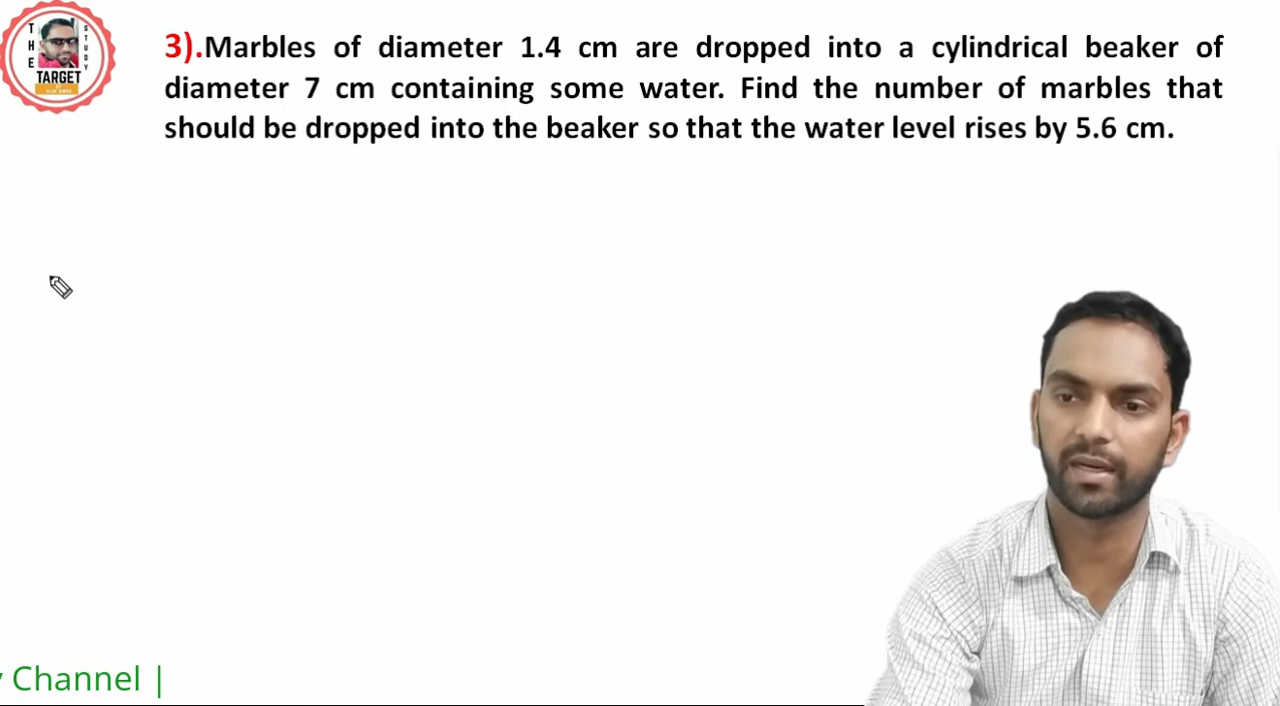 THE
STUDY
TARGET
3).Marbles of diameter 1.4 cm are dropped into a cylindrical beaker of
diameter 7 cm containing some water. Find the number of marbles that
should be dropped into the beaker so that the water level rises by 5.6 cm.
Channel |